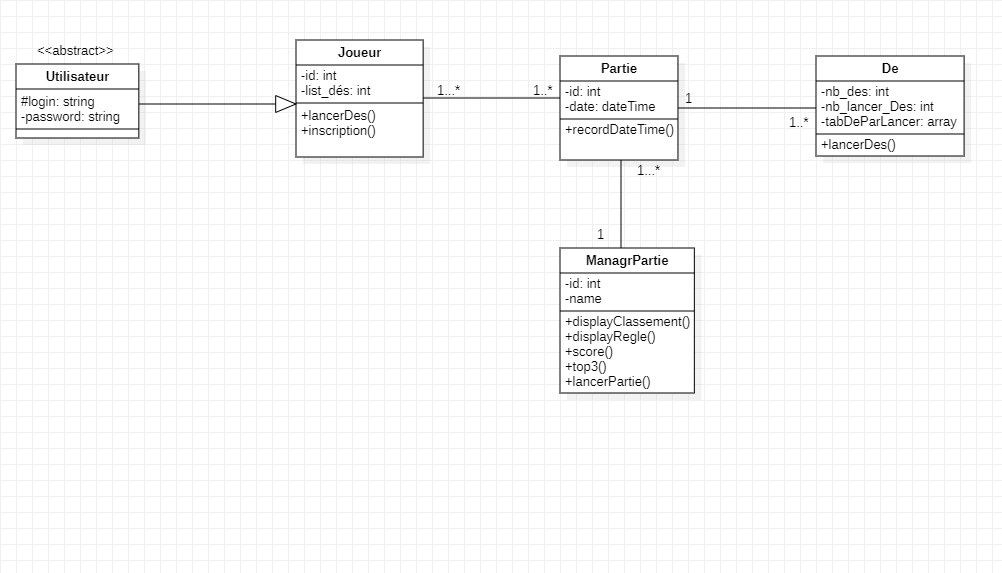 <<abstract>>
Utilisateur
#login: string
-password: string
Joueur
-id: int
-list_dés: int
+lancerDes()
+inscription()
1...*
1..*
Partie
-id: int
-date: dateTime
+recordDateTime()
1
1..*
De
-nb_des: int
-nb_lancer_Des: int
-tabDeParLancer: array
+lancerDes()
1...*
1
ManagrPartie
-id: int
-name
+displayClassement()
+displayRegle()
+score()
+top3()
+lancerPartie()